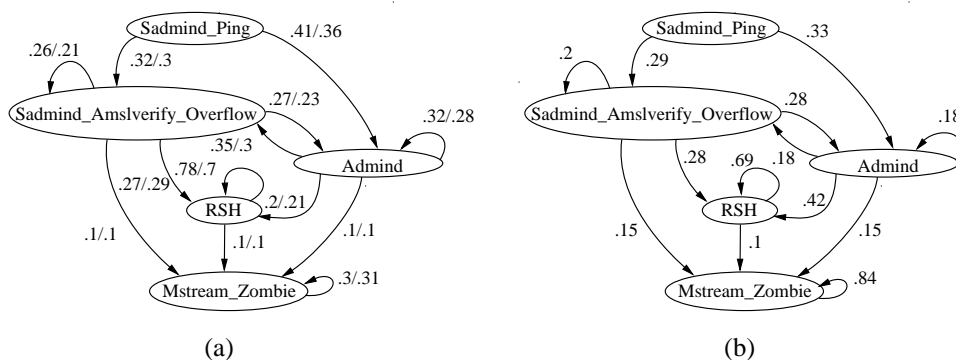 Sadmind_Ping
.41/.36
.26/.21
.32/.3
Sadmind_Amslverify_Overflow
.27/.23
.32/.28
.35/.3
Admind
.78/.7
.27/.29
.2/.21
RSH
.1/.1
.1/.1
.1/.1
Mstream_Zombie
.3/.31
(a)
Sadmind_Ping
.33
.2
.29
Sadmind_Amslverify_Overflow
.28
.18
.18
Admind
.28
.69
.42
RSH
.15
.1
.15
Mstream_Zombie
.84
(b)